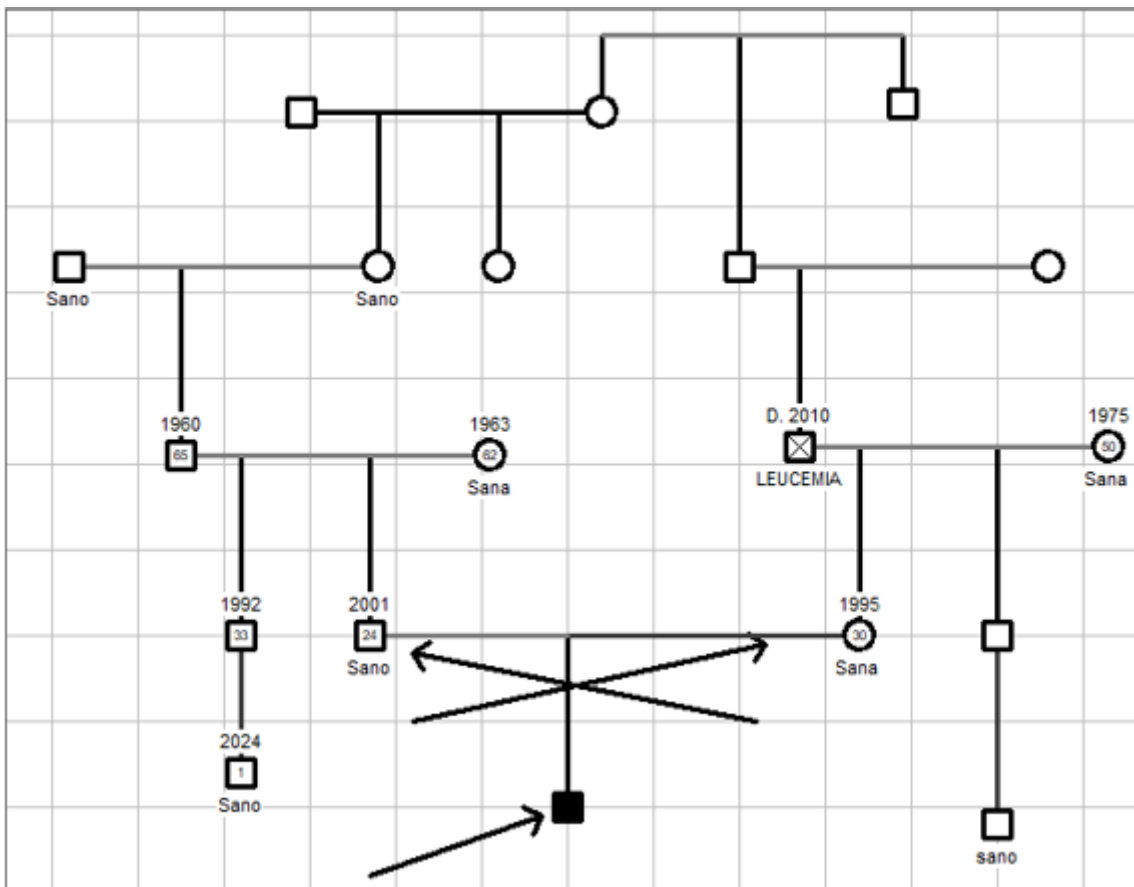 Sano
Sano
1960
65
1963
62
Sana
D. 2010
LEUCEMIA
1975
50
Sana
1992
33
2001
24
Sano
1995
30
Sana
2024
1
Sano
sano